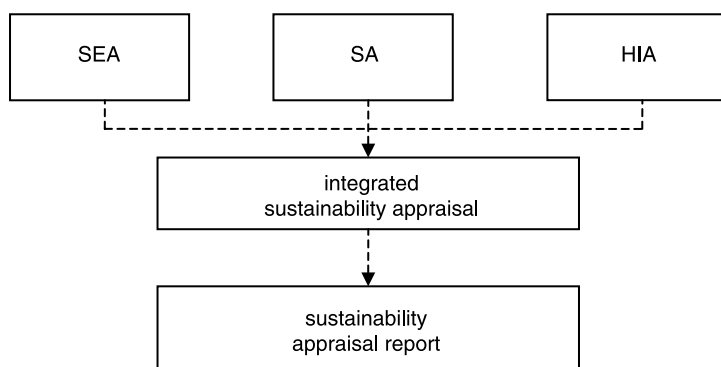 SEA
SA
HIA
integrated
sustainability appraisal
sustainability
appraisal report